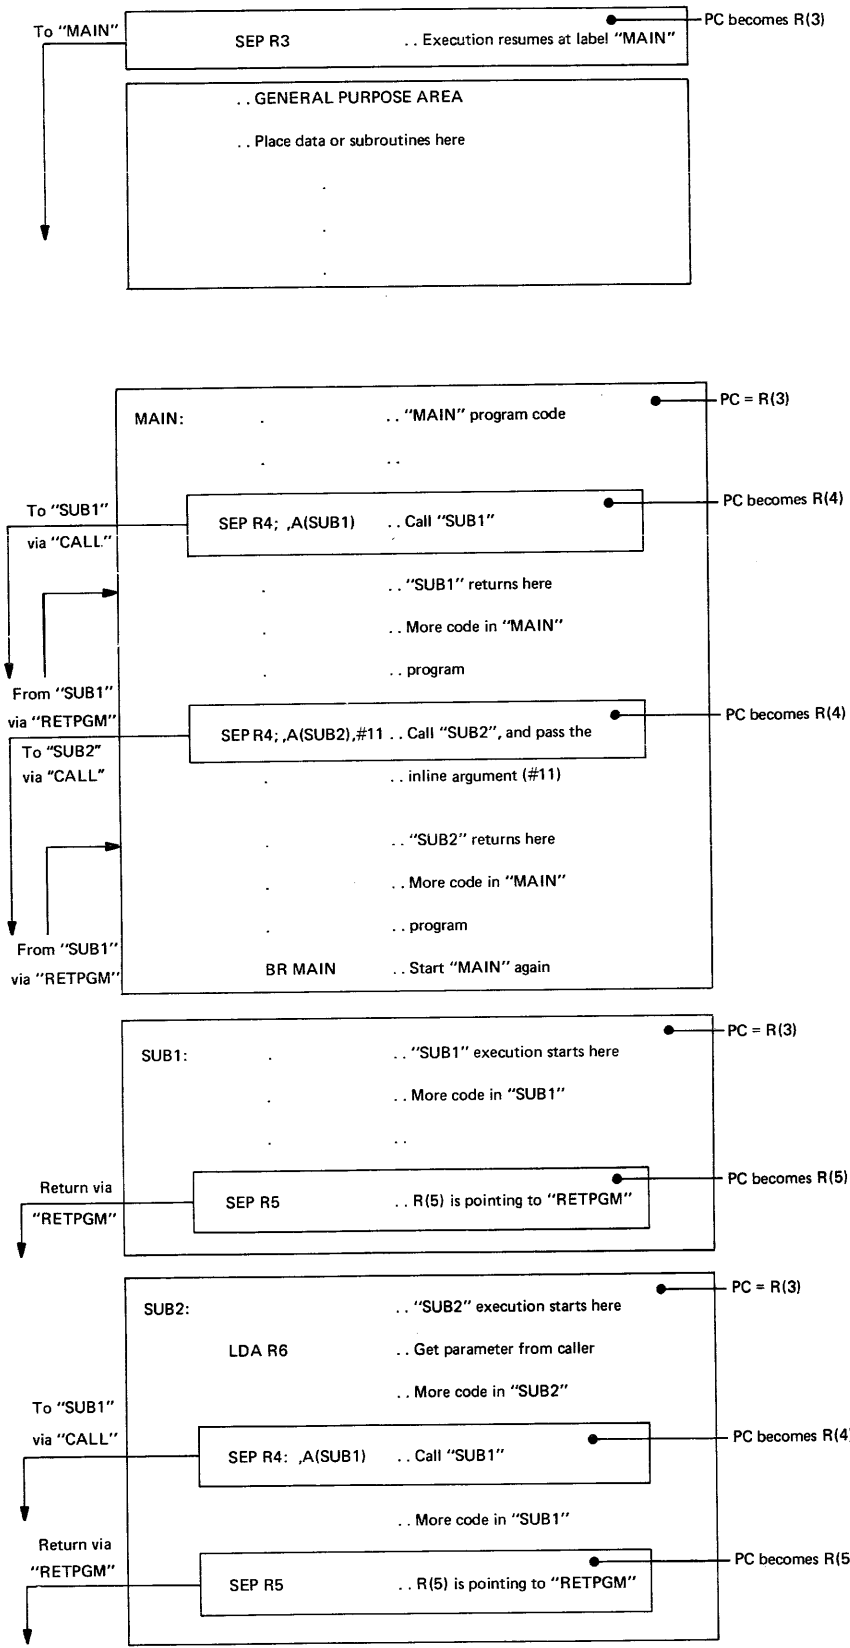 PC becomes R(3)
To “MAIN”
SEP R3 . . Execution resumes at label “MAIN”
. . GENERAL PURPOSE AREA
. . Place data or subroutines here
.
.
.
PC = R(3)
MAIN: . . . “MAIN” program code
. . .
PC becomes R(4)
To “SUB1”
SEP R4; ,A(SUB1) . . Call “SUB1”
via “CALL”
. . . “SUB1” returns here
. . . More code in “MAIN”
. . . program
From “SUB1”
via “RETPGM”
PC becomes R(4)
SEP R4; ,A(SUB2),#11 . . Call “SUB2”, and pass the
To “SUB2”
via “CALL”
. . . inline argument (#11)
. . . “SUB2” returns here
. . . More code in “MAIN”
. . . program
From “SUB1”
via “RETPGM”
BR MAIN . . Start “MAIN” again
PC = R(3)
SUB1: . . . “SUB1” execution starts here
. . . More code in “SUB1”
. . .
PC becomes R(5)
Return via
SEP R5 . . R(5) is pointing to “RETPGM”
“RETPGM”
PC = R(3)
SUB2: . . “SUB2” execution starts here
LDA R6 . . Get parameter from caller
. . More code in “SUB2”
To “SUB1”
via “CALL”
PC becomes R(4)
SEP R4: ,A(SUB1) . . Call “SUB1”
. . More code in “SUB1”
Return via
“RETPGM”
PC becomes R(5
SEP R5 . . R(5) is pointing to “RETPGM”